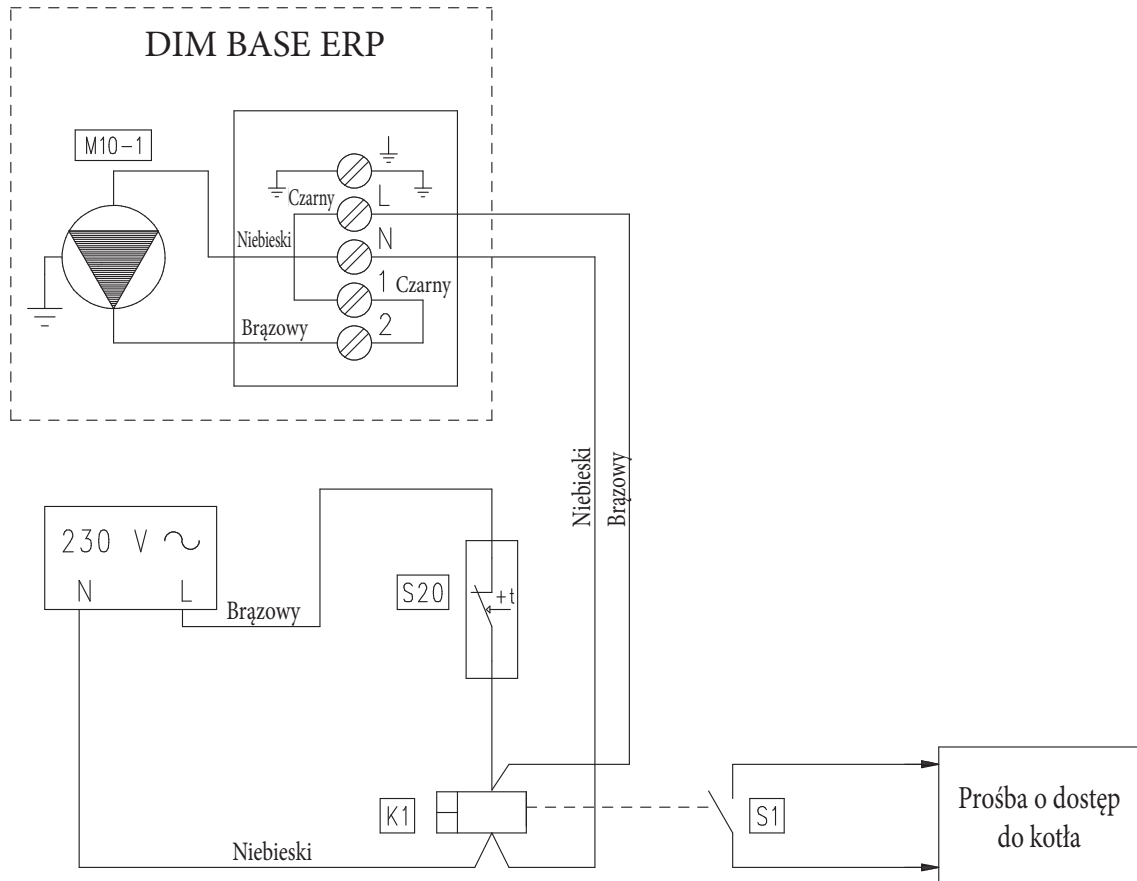 DIM BASE ERP
M10-1
L
Czarny
N
Niebieski
1
Czarny
2
Brązowy
Niebieski
Brązowy
230 V
N
L
Brązowy
S20
+t
K1
S1
Prośba o dostęp
do kotła
Niebieski